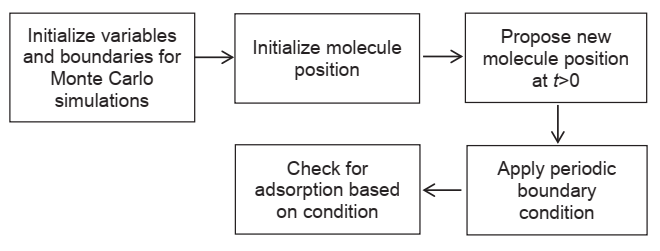 Initialize variables
and boundaries for
Monte Carlo
simulations
Initialize molecule
position
Propose new
molecule position
at t>0
Apply periodic
boundary
condition
Check for
adsorption based
on condition